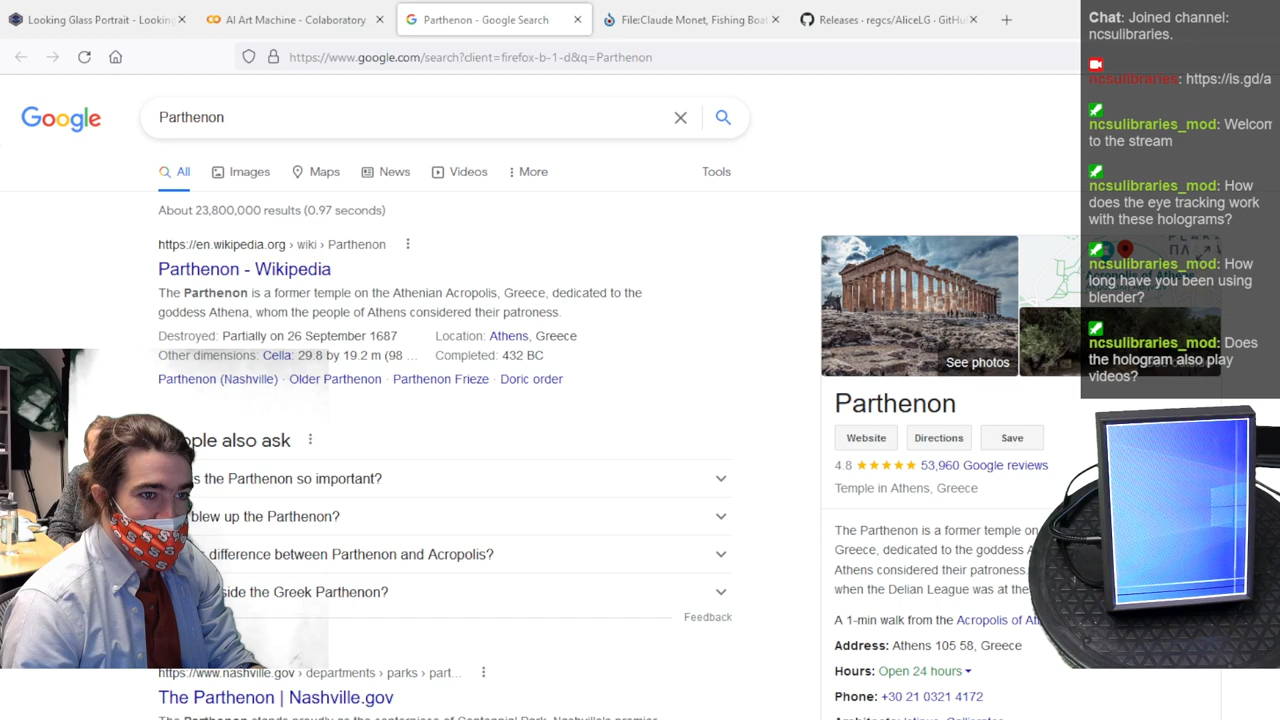 Looking Glass Portrait - Looking
AI Art Machine - Colaboratory
Parthenon - Google Search
File:Claude Monet, Fishing Boat
Releases · regcs/AliceLG · GitHu
https://www.google.com/search?client=firefox-b-1-d&q=Parthenon
Google
Parthenon
All
Images
Maps
News
Videos
More
Tools
About 23,800,000 results (0.97 seconds)
https://en.wikipedia.org › wiki › Parthenon
Parthenon - Wikipedia
The Parthenon is a former temple on the Athenian Acropolis, Greece, dedicated to the
goddess Athena, whom the people of Athens considered their patroness.
Destroyed: Partially on 26 September 1687
Location: Athens, Greece
Other dimensions: Cella: 29.8 by 19.2 m (98 ...
Completed: 432 BC
Parthenon (Nashville) · Older Parthenon · Parthenon Frieze · Doric order
ople also ask
s the Parthenon so important?
blew up the Parthenon?
difference between Parthenon and Acropolis?
side the Greek Parthenon?
Feedback
https://www.nashville.gov › departments › parks › part...
The Parthenon | Nashville.gov
See photos
Parthenon
Website
Directions
Save
4.8
53,960 Google reviews
Temple in Athens, Greece
The Parthenon is a former temple on
Greece, dedicated to the goddess A
Athens considered their patroness.
when the Delian League was at the
A 1-min walk from the Acropolis of At
Address: Athens 105 58, Greece
Hours: Open 24 hours
Phone: +30 21 0321 4172
Chat: Joined channel:
ncsulibraries.
ncsulibraries: https://is.gd/a
ncsulibraries_mod: Welcom
to the stream
ncsulibraries_mod: How
does the eye tracking work
with these holograms?
ncsulibraries_mod: How
long have you been using
blender?
ncsulibraries_mod: Does
the hologram also play
videos?